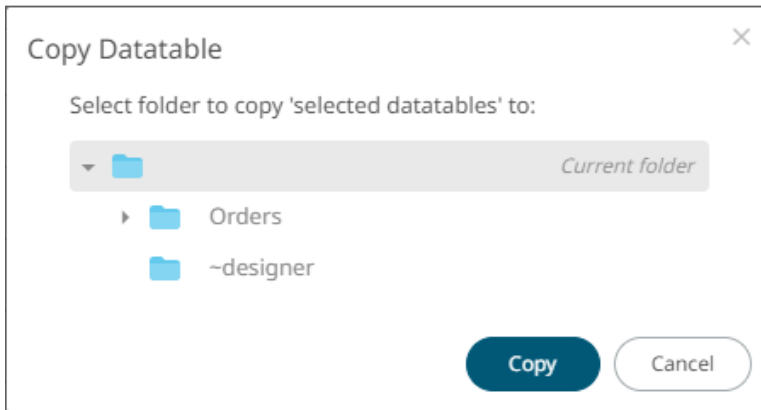 Copy Datatable
Select folder to copy 'selected datatables' to:
Current folder
Orders
~designer
Copy
Cancel